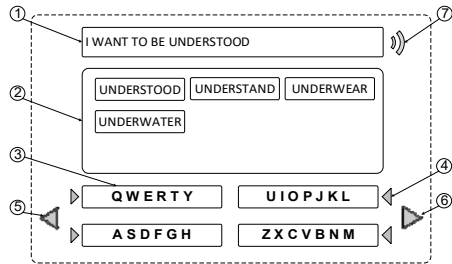 ① I WANT TO BE UNDERSTOOD ⑦
② UNDERSTOOD UNDERSTAND UNDERWEAR
UNDERWATER
③ ④
⑤ QWERTY UIOPJKL ⑥
ASDFGH ZXCVBNM